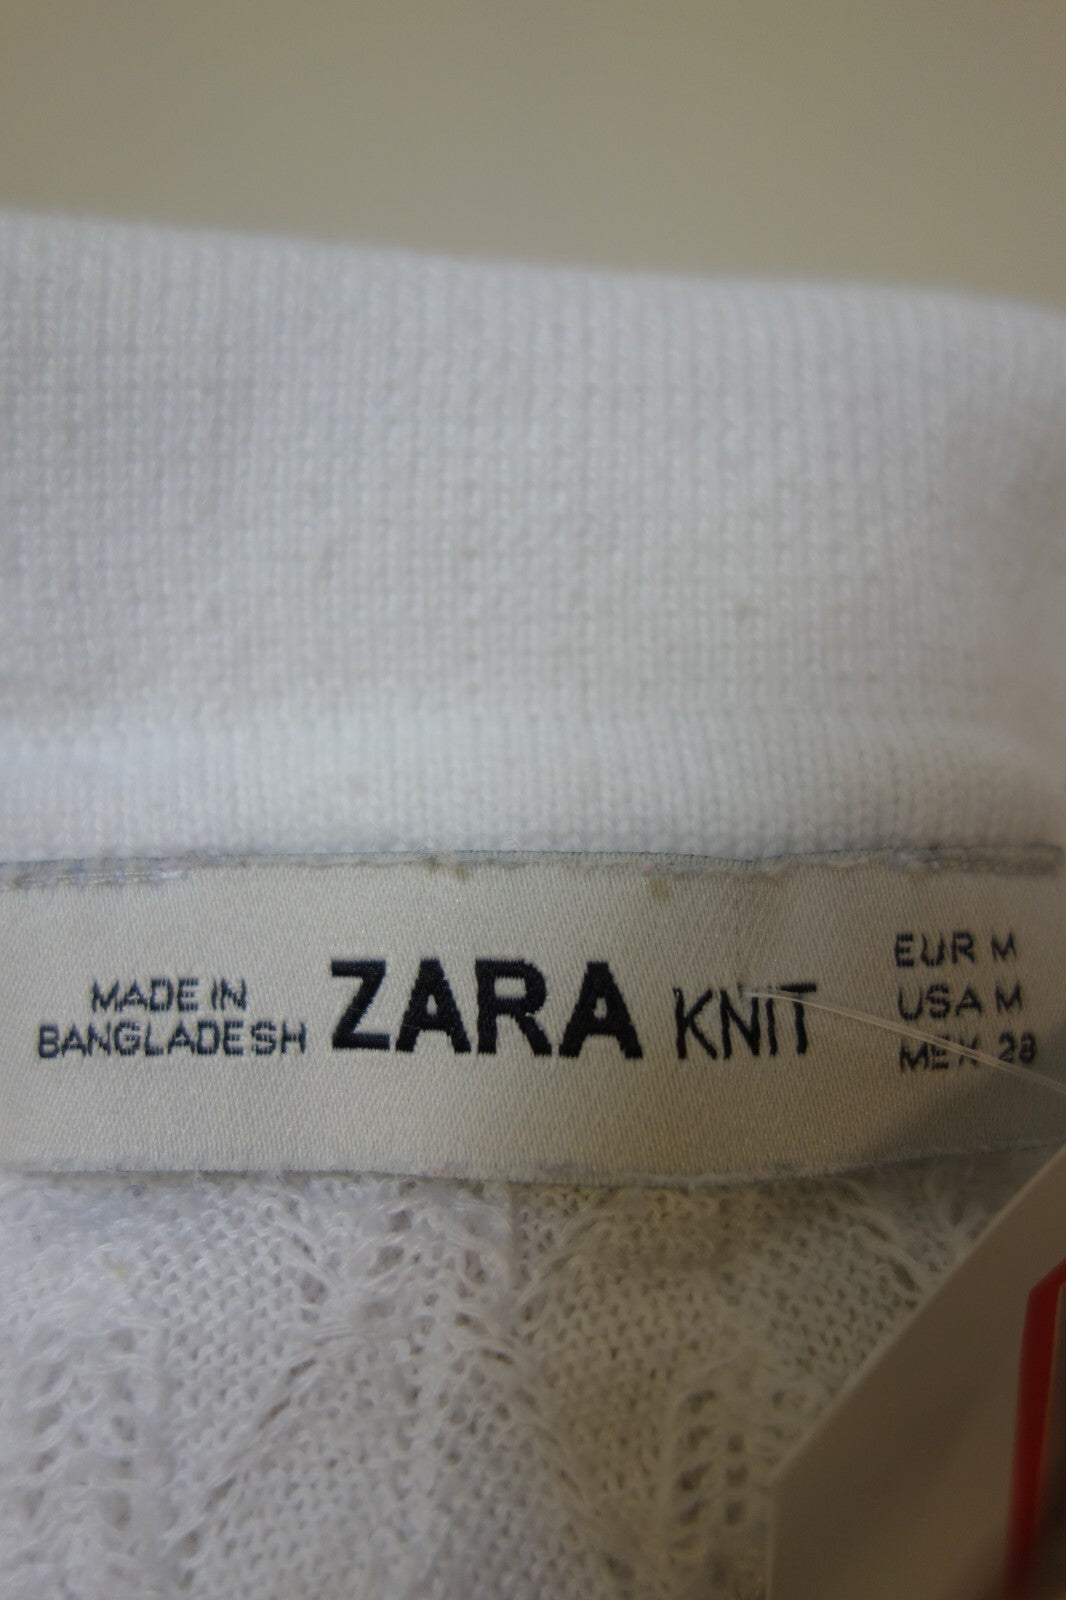 MADE IN
BANGLADESH
ZARA KNIT
EUR M
USA M
MEX 28